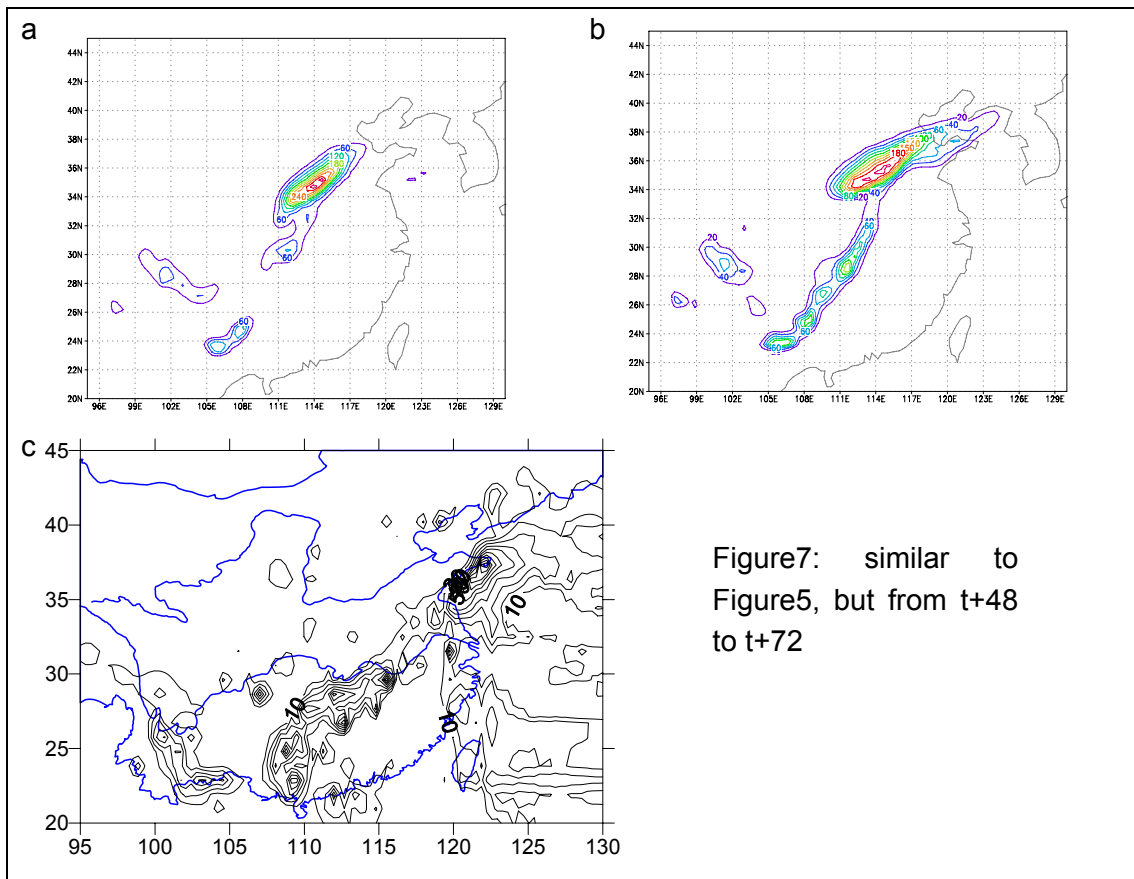 a
44N
42N
40N
38N
36N
34N
32N
30N
28N
26N
24N
22N
20N
96E 99E 102E 105E 108E 111E 114E 117E 120E 123E 126E 129E
60
120
180
240
60
60
60
b
44N
42N
40N
38N
36N
34N
32N
30N
28N
26N
24N
22N
20N
96E 99E 102E 105E 108E 111E 114E 117E 120E 123E 126E 129E
20
40
60
180
80
20
40
60
20
40
60
60
c
45
40
35
30
25
20
95 100 105 110 115 120 125 130
10
10
10
Figure7: similar to
Figure5, but from t+48
to t+72